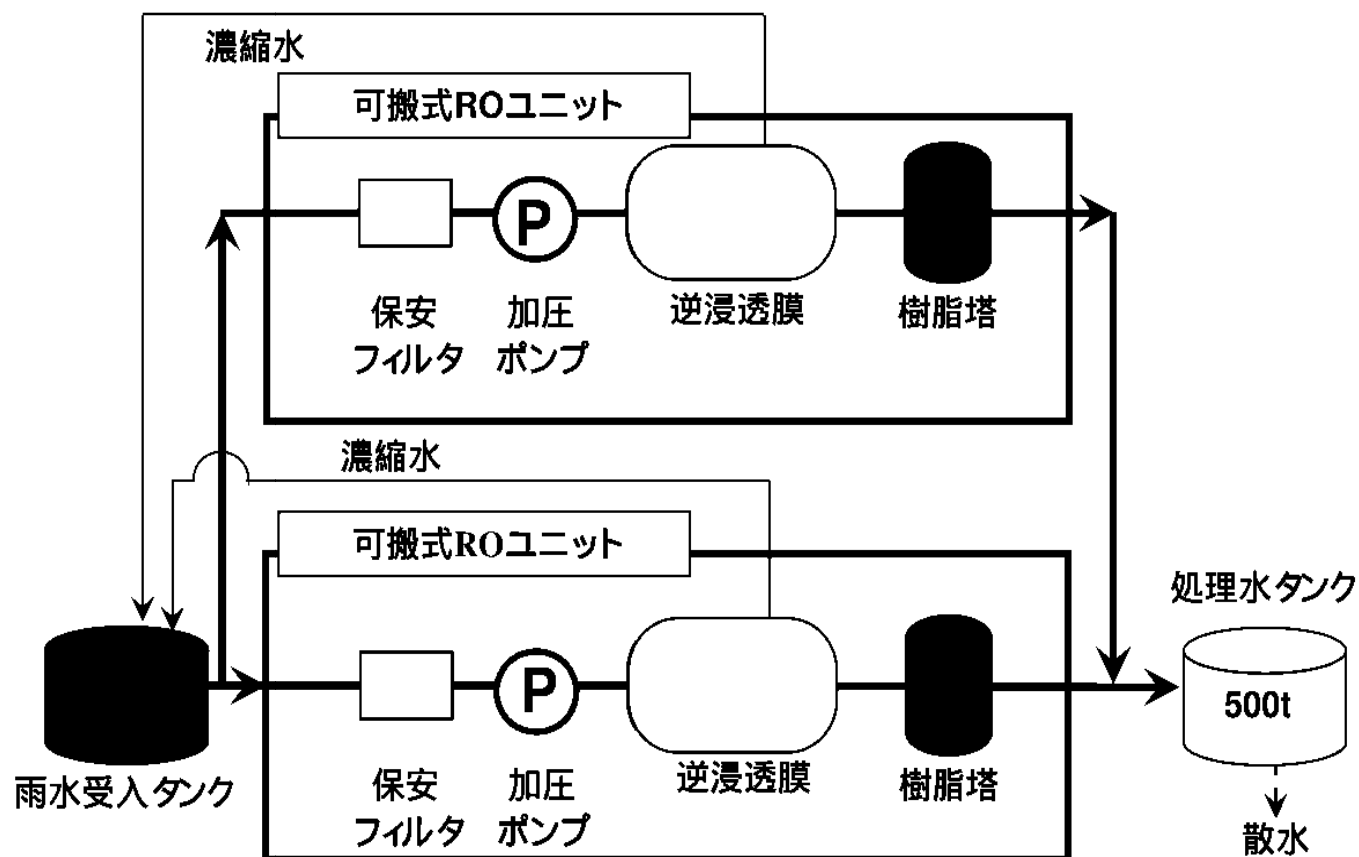 濃縮水
可搬式ROユニット
P
保安
フィルタ
加圧
ポンプ
逆浸透膜
樹脂塔
濃縮水
可搬式ROユニット
処理水タンク
P
500t
雨水受入タンク
保安
フィルタ
加圧
ポンプ
逆浸透膜
樹脂塔
散水